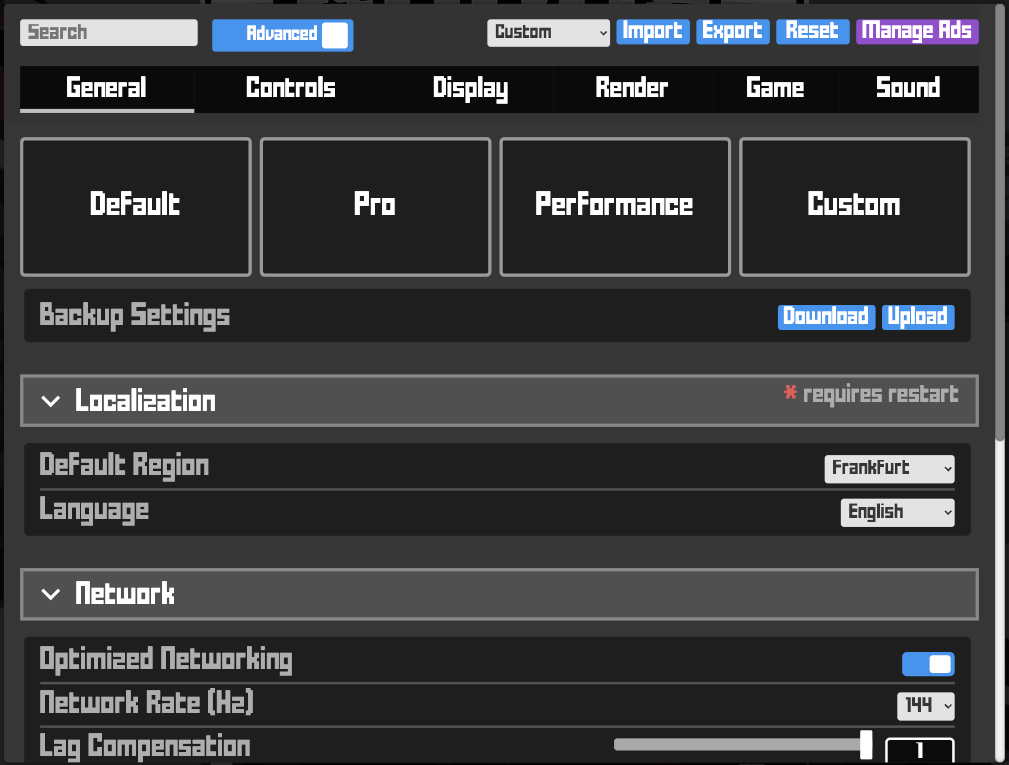 Search Advanced Custom Import Export Reset Manage Ads
General Controls Display Render Game Sound
Default Pro Performance Custom
Backup Settings Download Upload
Localization * requires restart
Default Region Frankfurt
Language English
Network
Optimized Networking
Network Rate (Hz) 144
Lag Compensation 1